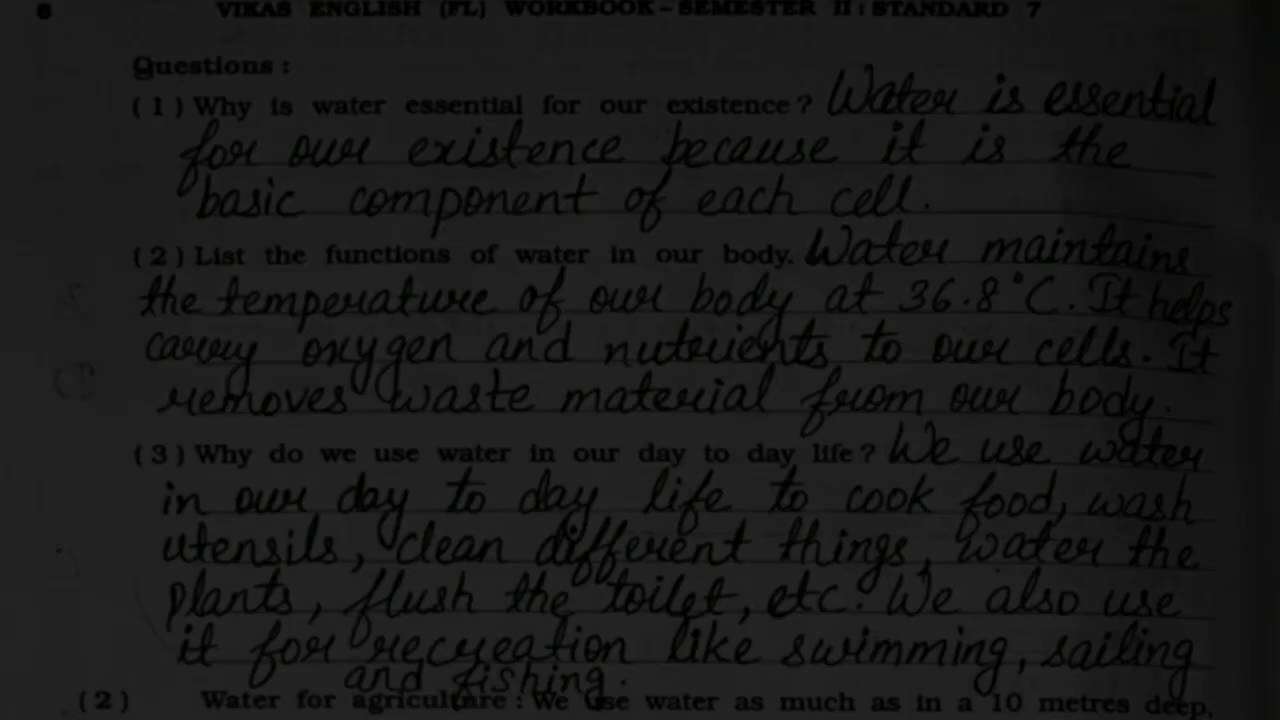 8 VIKAS ENGLISH (FL) WORKBOOK – SEMESTER II : STANDARD 7
Questions :
( 1 ) Why is water essential for our existence ? Water is essential
for our existence because it is the
basic component of each cell.
( 2 ) List the functions of water in our body. Water maintains
the temperature of our body at 36.8°C. It helps
carry oxygen and nutrients to our cells. It
removes waste material from our body.
( 3 ) Why do we use water in our day to day life ? We use water
in our day to day life to cook food, wash
utensils, clean different things, water the
plants, flush the toilet, etc. We also use
it for recreation like swimming, sailing
and fishing.
( 2 ) Water for agriculture : We use water as much as in a 10 metres deep,